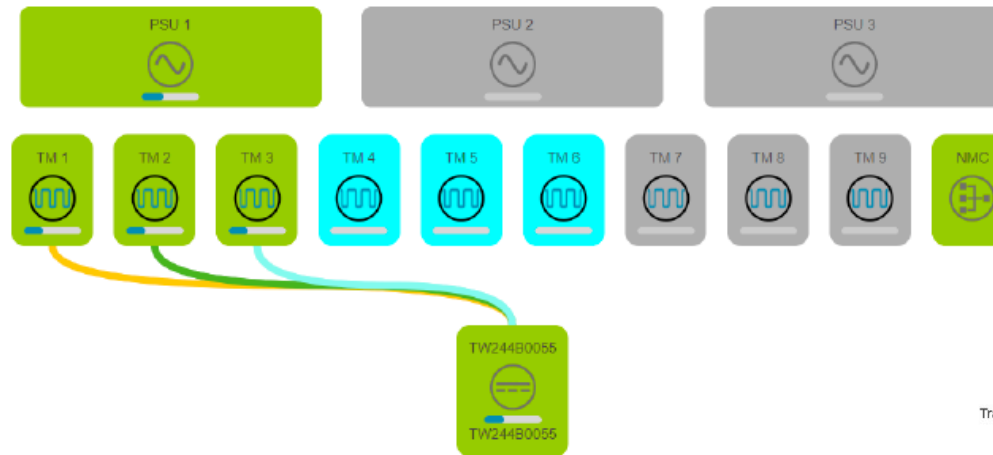 PSU 1
PSU 2
PSU 3
TM 1
TM 2
TM 3
TM 4
TM 5
TM 6
TM 7
TM 8
TM 9
NMC
TW244B0055
TW244B0055
Tra